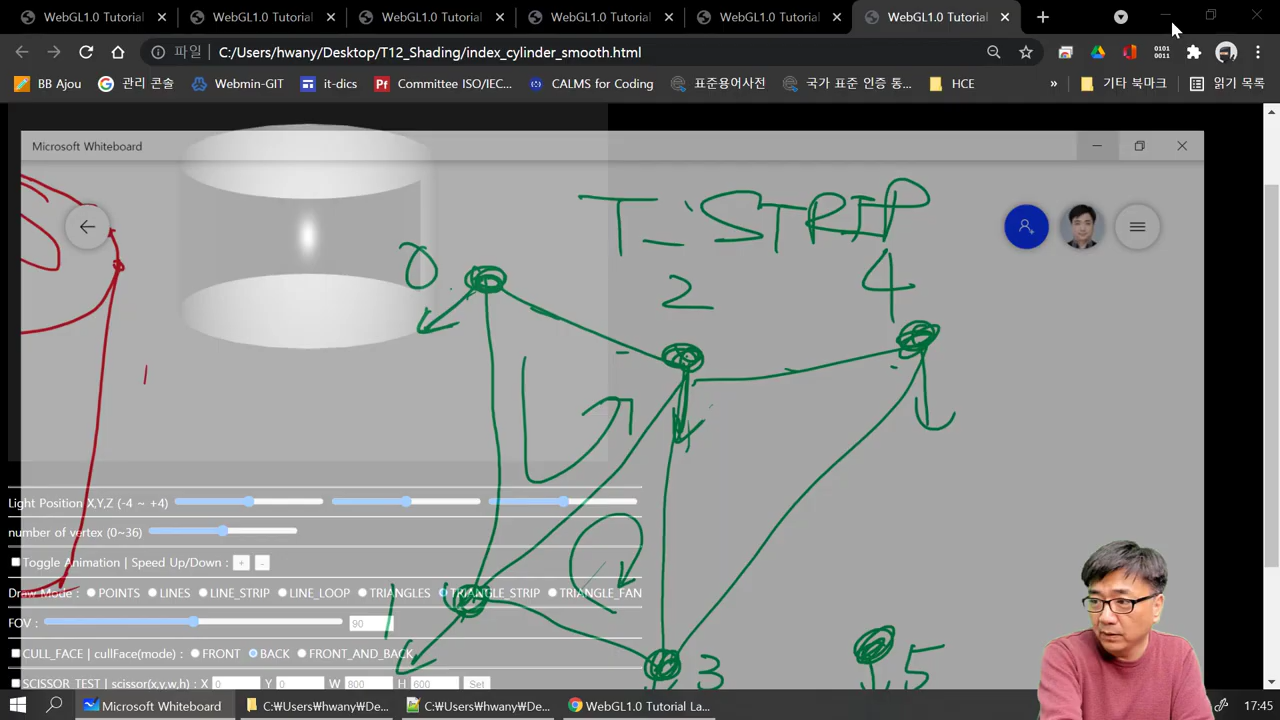 WebGL1.0 Tutorial
WebGL1.0 Tutorial
WebGL1.0 Tutorial
WebGL1.0 Tutorial
WebGL1.0 Tutorial
WebGL1.0 Tutorial
파일 C:/Users/hwany/Desktop/T12_Shading/index_cylinder_smooth.html
BB Ajou 관리 콘솔 Webmin-GIT it-dics Committee ISO/IEC... CALMS for Coding 표준용어사전 국가 표준 인증 통... HCE » 기타 북마크 읽기 목록
Microsoft Whiteboard
T_STRIP
0
2
4
1
3
5
Light Position X,Y,Z (-4 ~ +4)
number of vertex (0~36)
Toggle Animation | Speed Up/Down : + -
Draw Mode : POINTS LINES LINE_STRIP LINE_LOOP TRIANGLES TRIANGLE_STRIP TRIANGLE_FAN
FOV : 90
CULL_FACE | cullFace(mode) FRONT BACK FRONT_AND_BACK
SCISSOR_TEST | scissor(x,y,w,h) X 0 Y 0 W 800 H 600 Set
Microsoft Whiteboard C:\Users\hwany\De... C:\Users\hwany\De... WebGL1.0 Tutorial La... 17:45